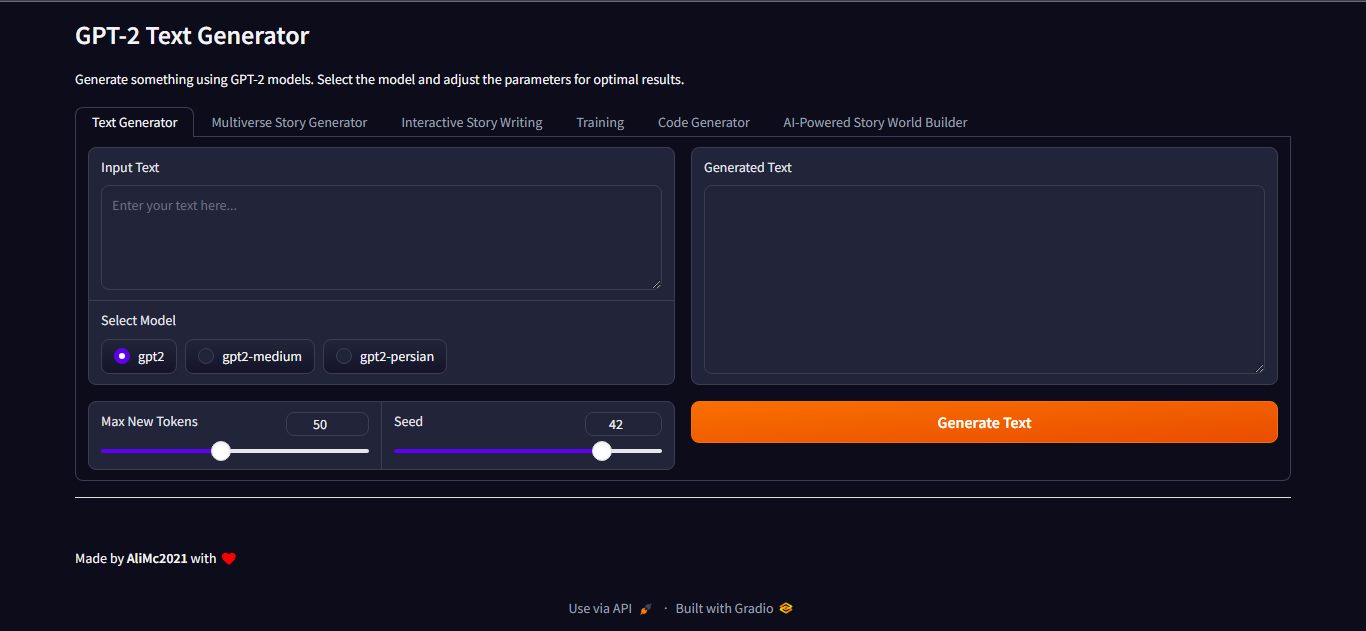 GPT-2 Text Generator
Generate something using GPT-2 models. Select the model and adjust the parameters for optimal results.
Text Generator
Multiverse Story Generator
Interactive Story Writing
Training
Code Generator
AI-Powered Story World Builder
Input Text
Enter your text here...
Select Model
gpt2
gpt2-medium
gpt2-persian
Max New Tokens
50
Seed
42
Generated Text
Generate Text
Made by AliMc2021 with ❤️
Use via API 🚀 · Built with Gradio